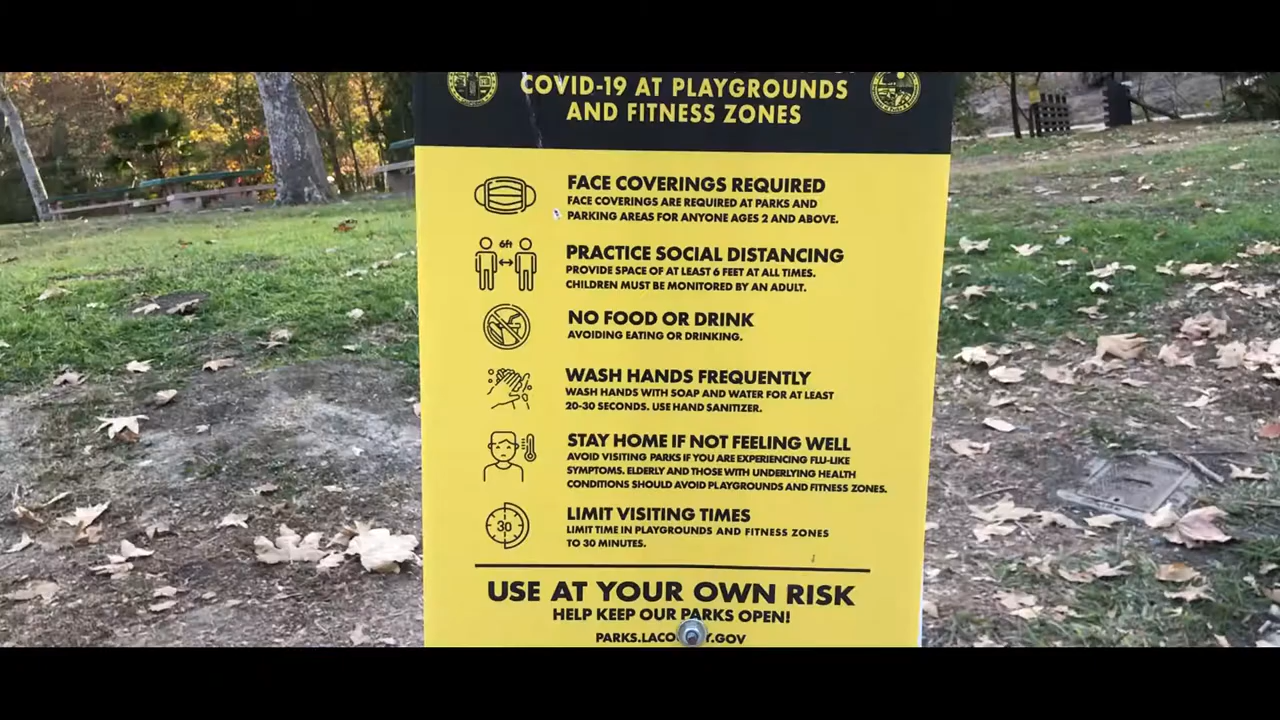 COVID-19 AT PLAYGROUNDS
AND FITNESS ZONES
FACE COVERINGS REQUIRED
FACE COVERINGS ARE REQUIRED AT PARKS AND
PARKING AREAS FOR ANYONE AGES 2 AND ABOVE.
6ft
PRACTICE SOCIAL DISTANCING
PROVIDE SPACE OF AT LEAST 6 FEET AT ALL TIMES.
CHILDREN MUST BE MONITORED BY AN ADULT.
NO FOOD OR DRINK
AVOIDING EATING OR DRINKING.
WASH HANDS FREQUENTLY
WASH HANDS WITH SOAP AND WATER FOR AT LEAST
20-30 SECONDS. USE HAND SANITIZER.
STAY HOME IF NOT FEELING WELL
AVOID VISITING PARKS IF YOU ARE EXPERIENCING FLU-LIKE
SYMPTOMS. ELDERLY AND THOSE WITH UNDERLYING HEALTH
CONDITIONS SHOULD AVOID PLAYGROUNDS AND FITNESS ZONES.
30
LIMIT VISITING TIMES
LIMIT TIME IN PLAYGROUNDS AND FITNESS ZONES
TO 30 MINUTES.
USE AT YOUR OWN RISK
HELP KEEP OUR PARKS OPEN!